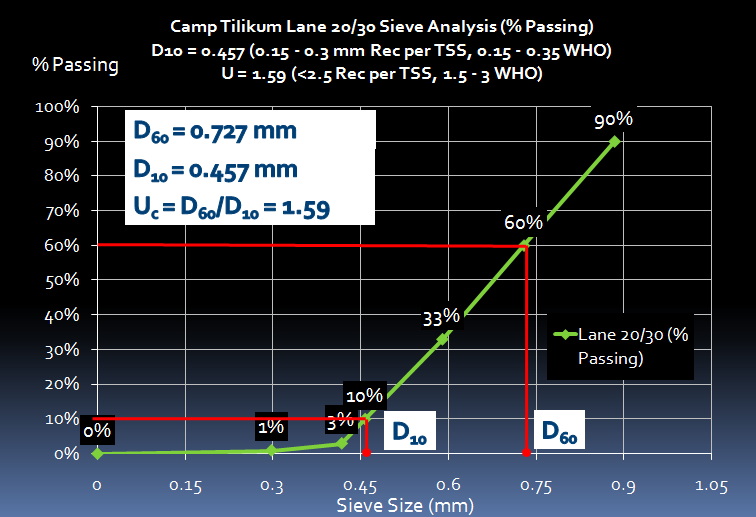 Camp Tilikum Lane 20/30 Sieve Analysis (% Passing)
D10 = 0.457 (0.15 - 0.3 mm Rec per TSS, 0.15 - 0.35 WHO)
U = 1.59 (<2.5 Rec per TSS, 1.5 - 3 WHO)
% Passing
100%
90%
80%
70%
60%
50%
40%
30%
20%
10%
0%
D60 = 0.727 mm
D10 = 0.457 mm
Uc = D60/D10 = 1.59
90%
60%
33%
10%
3%
1%
0%
Lane 20/30 (%
Passing)
D10
D60
0 0.15 0.3 0.45 0.6 0.75 0.9 1.05
Sieve Size (mm)